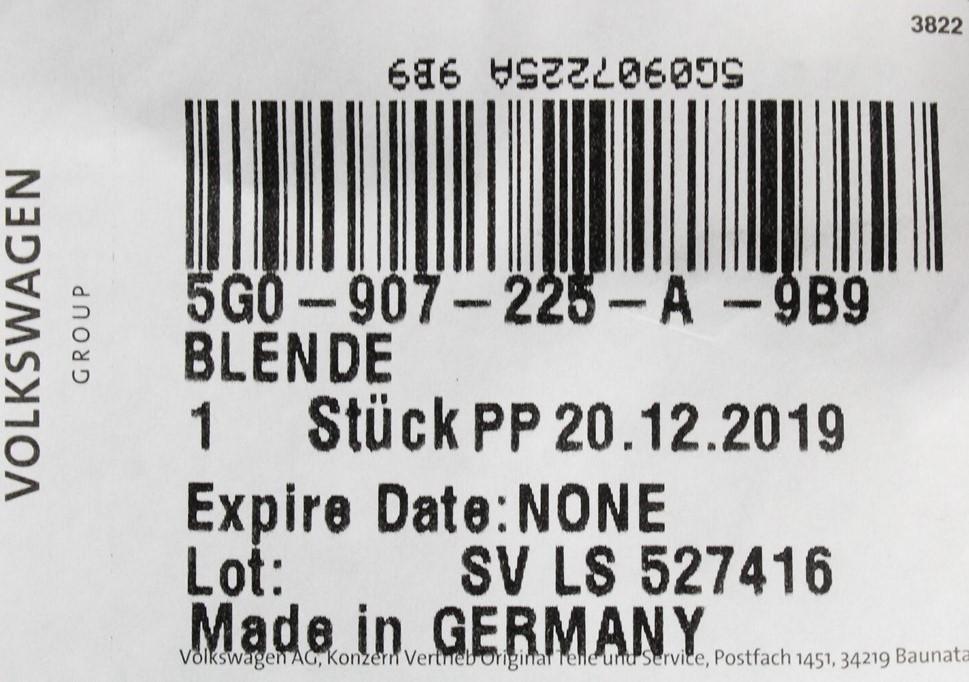 3822
5G0907225A 9B9
VOLKSWAGEN
GROUP
5G0-907-225-A -9B9
BLENDE
1 Stück PP 20.12.2019
Expire Date:NONE
Lot: SV LS 527416
Made in GERMANY
Volkswagen AG, Konzern Vertrieb Original Teile und Service, Postfach 1451, 34219 Baunata